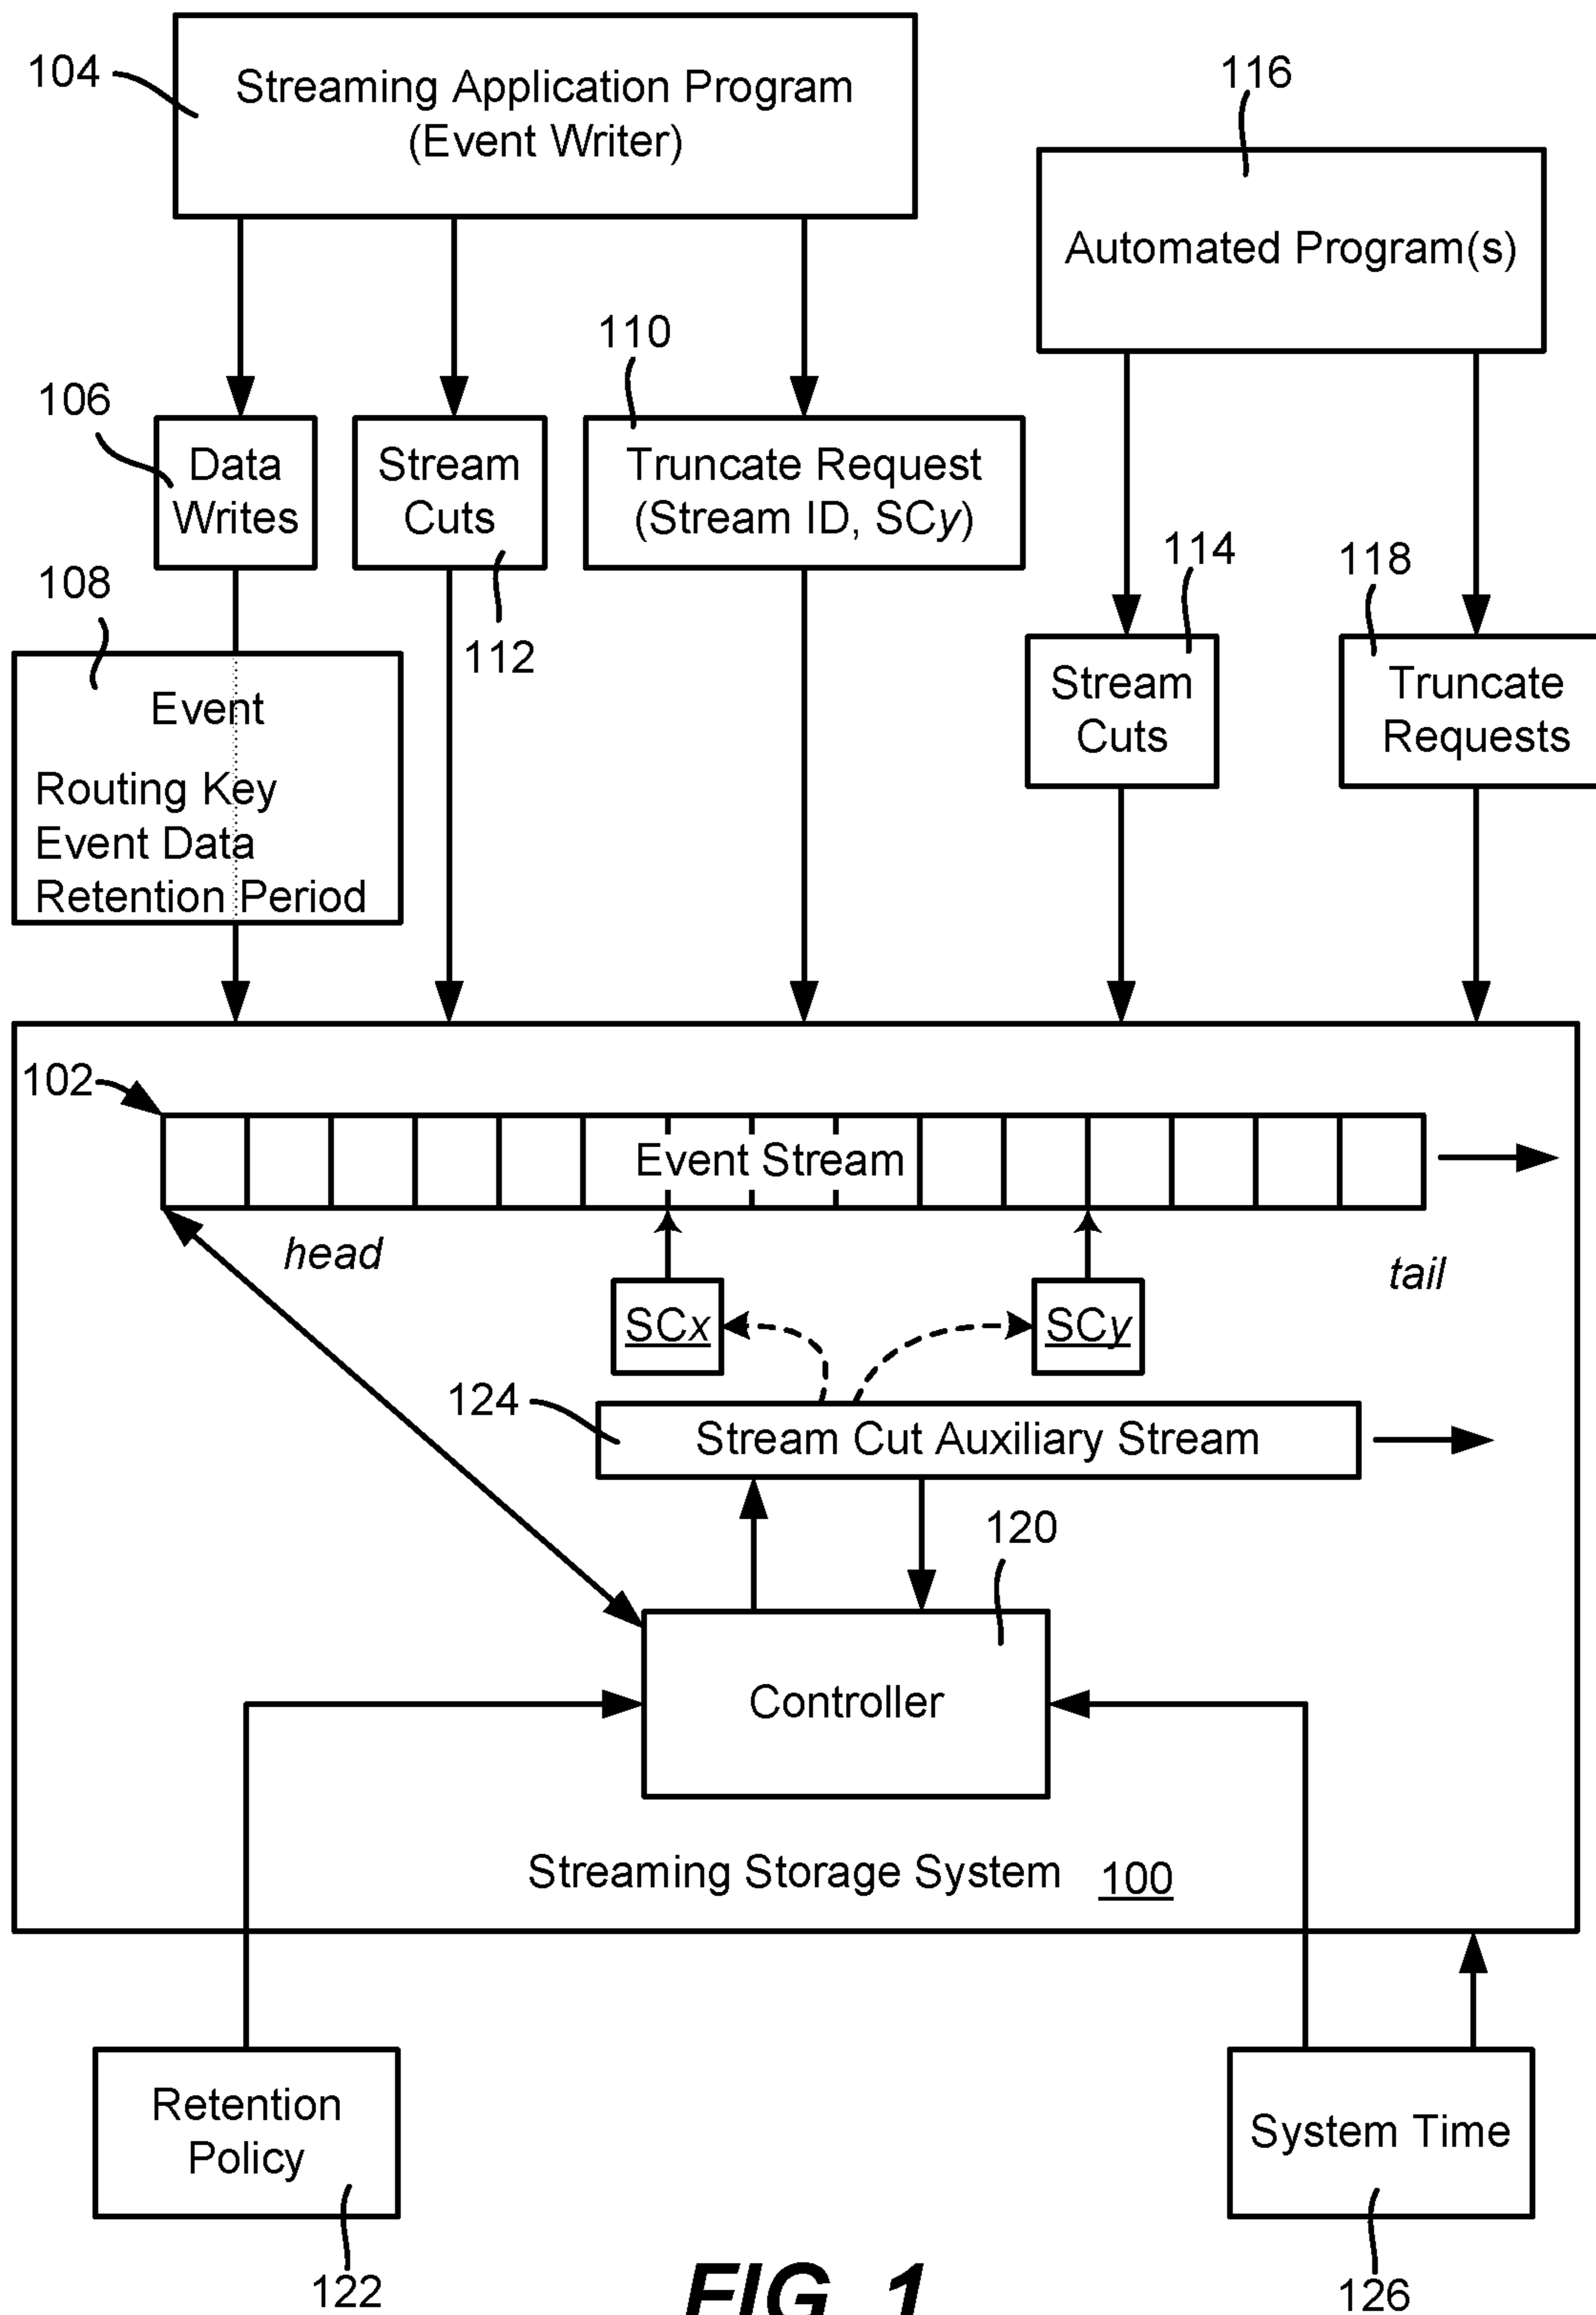 104
Streaming Application Program
(Event Writer)
116
Automated Program(s)
110
106
Data
Writes
Stream
Cuts
Truncate Request
(Stream ID, SCy)
108
112
114
118
Event
Routing Key
Event Data
Retention Period
Stream
Cuts
Truncate
Requests
102
Event Stream
head
tail
SCx
SCy
124
Stream Cut Auxiliary Stream
120
Controller
Streaming Storage System 100
Retention
Policy
System Time
122
126
FIG. 1